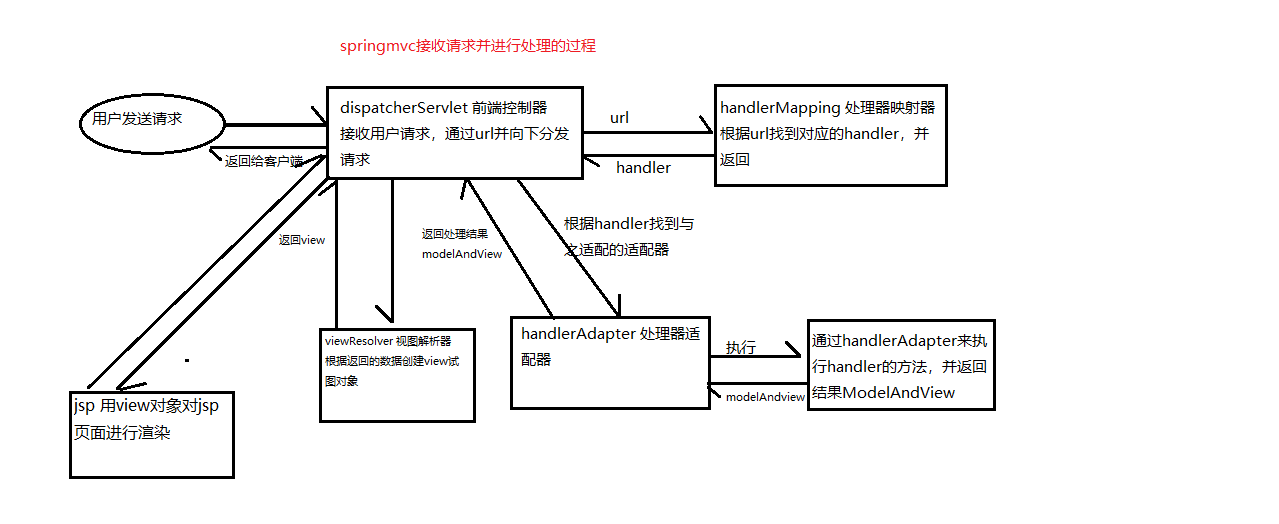 springmvc接收请求并进行处理的过程
用户发送请求
dispatcherServlet 前端控制器
接收用户请求，通过url并向下分发
请求
url
handler
handlerMapping 处理器映射器
根据url找到对应的handler，并
返回
返回给客户端
返回view
返回处理结果
modelAndView
根据handler找到与
之适配的适配器
viewResolver 视图解析器
根据返回的数据创建view试
图对象
handlerAdapter 处理器适
配器
执行
modelAndview
通过handlerAdapter来执
行handler的方法，并返回
结果ModelAndView
jsp 用view对象对jsp
页面进行渲染